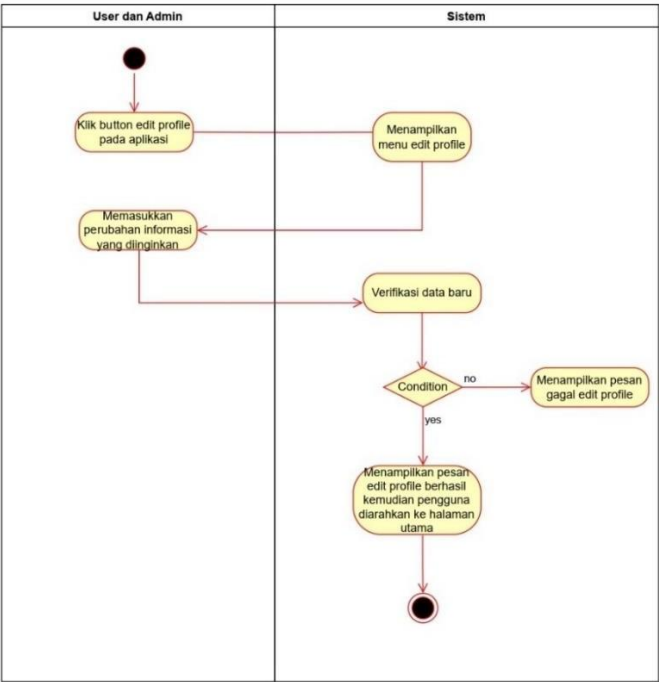 User dan Admin
Sistem
Klik button edit profile
pada aplikasi
Menampilkan
menu edit profile
Memasukkan
perubahan informasi
yang diinginkan
Verifikasi data baru
Condition
no
Menampilkan pesan
gagal edit profile
yes
Menampilkan pesan
edit profile berhasil
kemudian pengguna
diarahkan ke halaman
utama